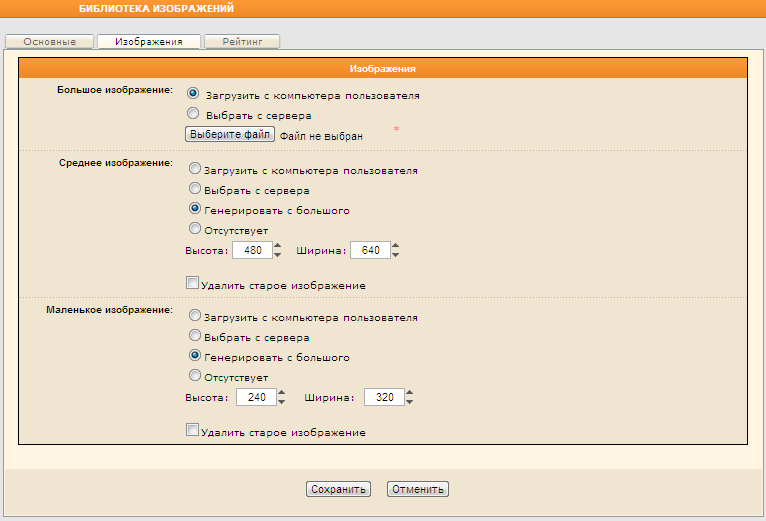 БИБЛИОТЕКА ИЗОБРАЖЕНИЙ
Основные Изображения Рейтинг
Изображения
Большое изображение: Загрузить с компьютера пользователя
Выбрать с сервера
Выберите файл Файл не выбран *
Среднее изображение: Загрузить с компьютера пользователя
Выбрать с сервера
Генерировать с большого
Отсутствует
Высота: 480 Ширина: 640
Удалить старое изображение
Маленькое изображение: Загрузить с компьютера пользователя
Выбрать с сервера
Генерировать с большого
Отсутствует
Высота: 240 Ширина: 320
Удалить старое изображение
Сохранить Отменить